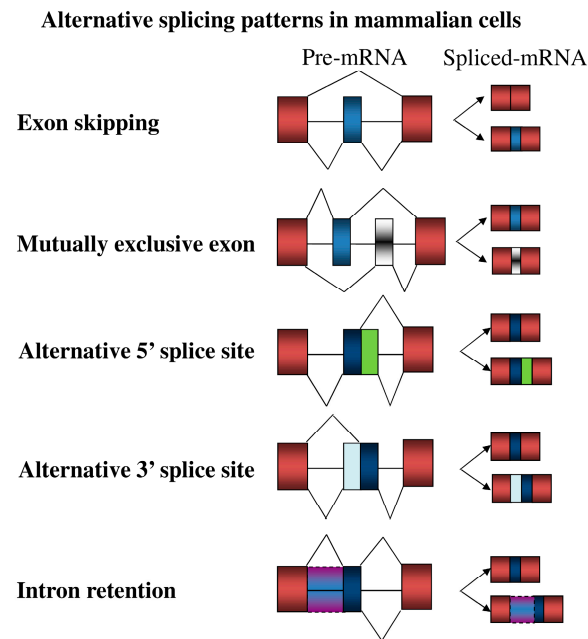 Alternative splicing patterns in mammalian cells
Pre-mRNA Spliced-mRNA
Exon skipping
Mutually exclusive exon
Alternative 5’ splice site
Alternative 3’ splice site
Intron retention